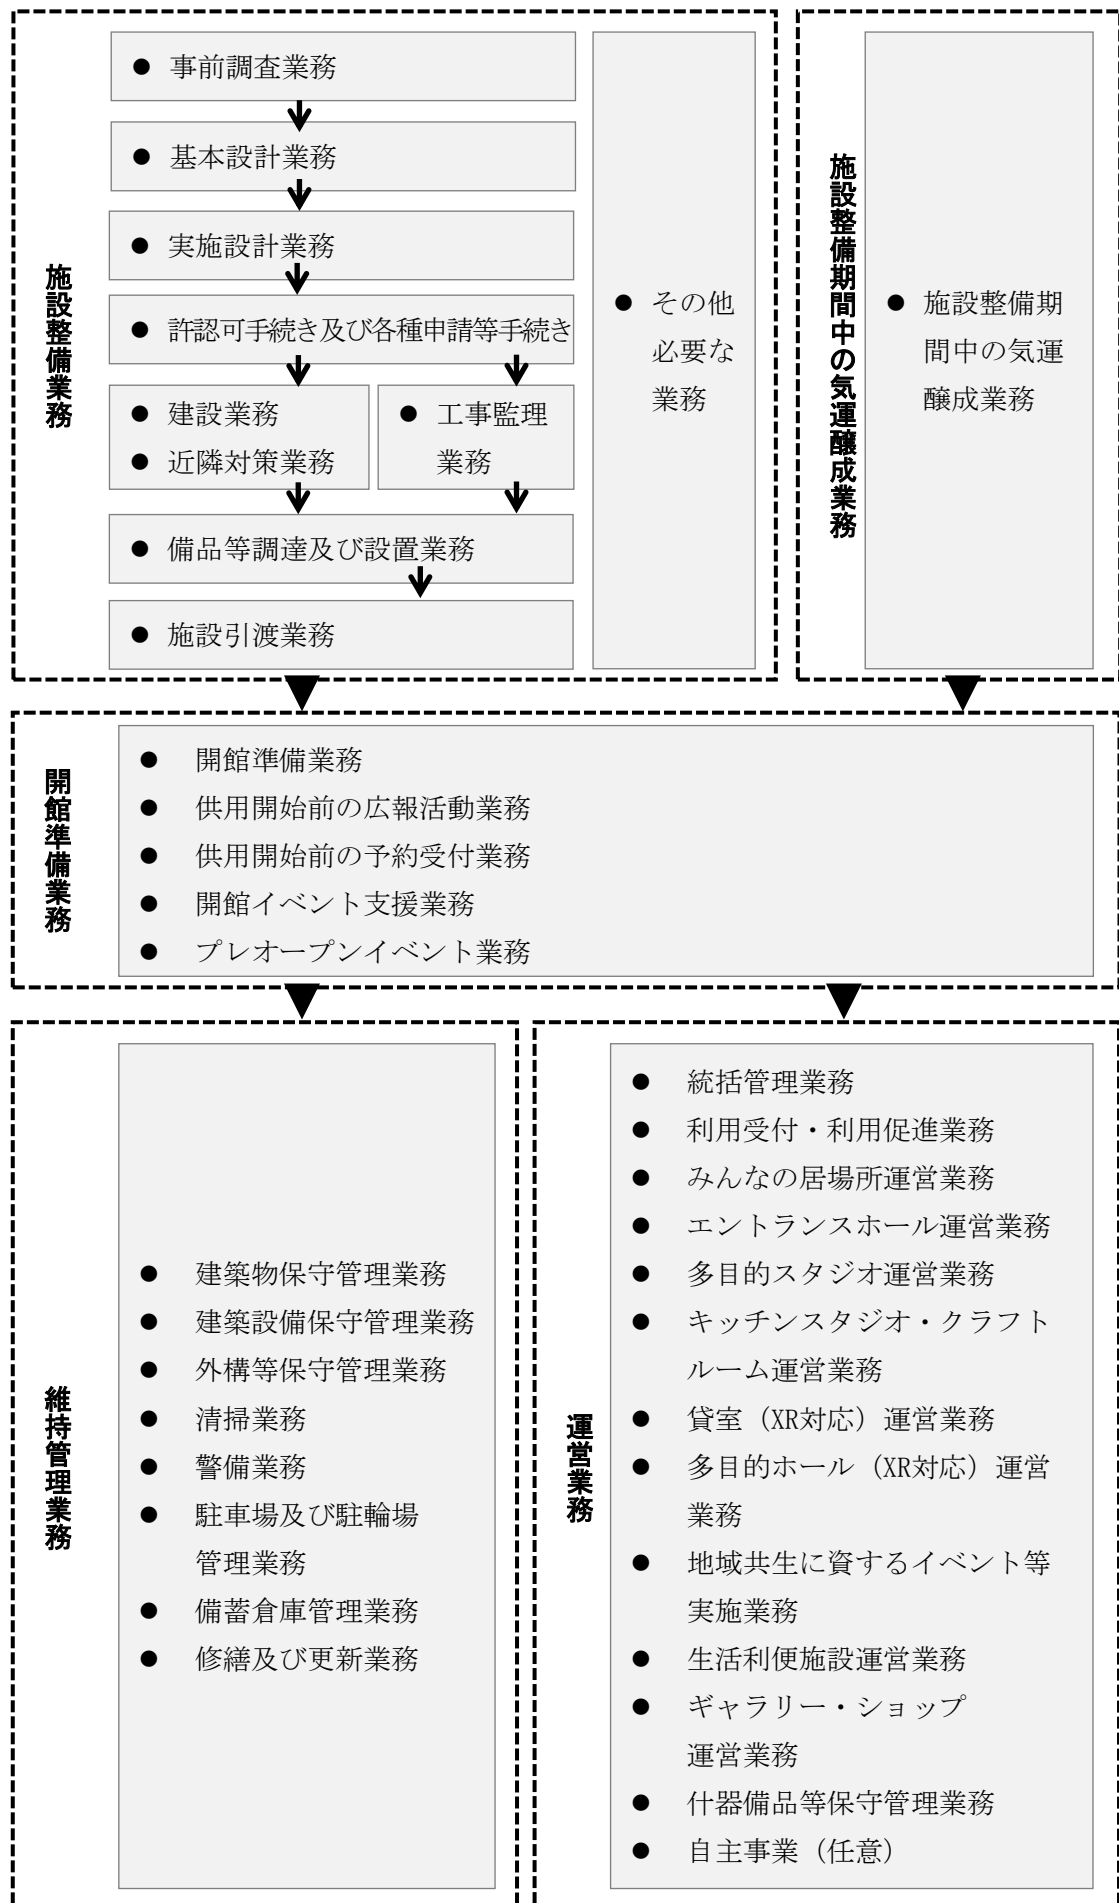 施設整備業務
● 事前調査業務
● 基本設計業務
● 実施設計業務
● 許認可手続き及び各種申請等手続き
● 建設業務
● 近隣対策業務
● 工事監理
業務
● 備品等調達及び設置業務
● 施設引渡業務
● その他
必要な
業務
施設整備期間中の気運醸成業務
● 施設整備期
間中の気運
醸成業務
開館準備業務
● 開館準備業務
● 供用開始前の広報活動業務
● 供用開始前の予約受付業務
● 開館イベント支援業務
● プレオープンイベント業務
維持管理業務
● 建築物保守管理業務
● 建築設備保守管理業務
● 外構等保守管理業務
● 清掃業務
● 警備業務
● 駐車場及び駐輪場
管理業務
● 備蓄倉庫管理業務
● 修繕及び更新業務
運営業務
● 統括管理業務
● 利用受付・利用促進業務
● みんなの居場所運営業務
● エントランスホール運営業務
● 多目的スタジオ運営業務
● キッチンスタジオ・クラフト
ルーム運営業務
● 貸室（XR対応）運営業務
● 多目的ホール（XR対応）運営
業務
● 地域共生に資するイベント等
実施業務
● 生活利便施設運営業務
● ギャラリー・ショップ
運営業務
● 什器備品等保守管理業務
● 自主事業（任意）